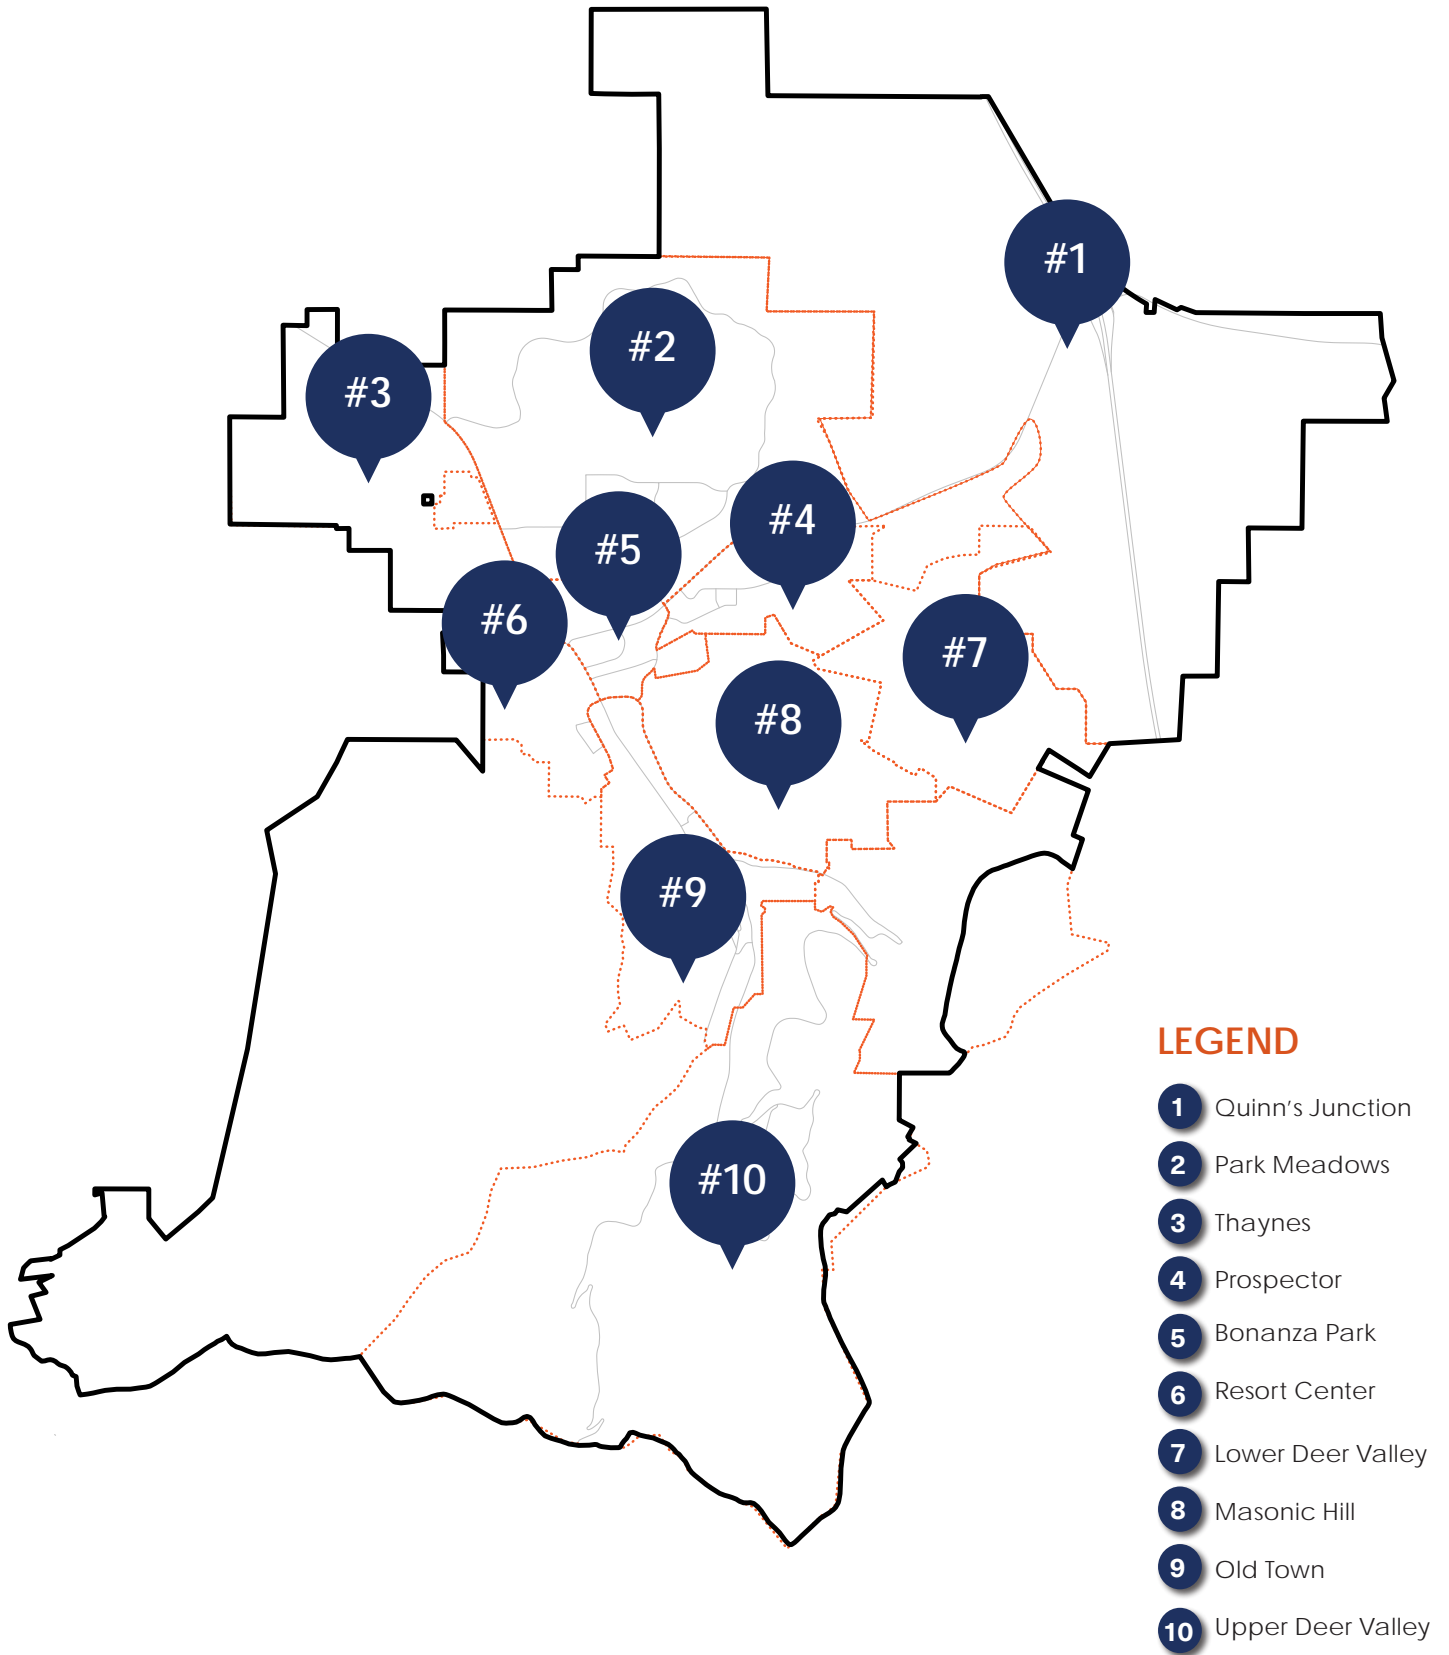 #1
#2
#3
#4
#5
#6
#7
#8
#9
#10
LEGEND
1 Quinn's Junction
2 Park Meadows
3 Thaynes
4 Prospector
5 Bonanza Park
6 Resort Center
7 Lower Deer Valley
8 Masonic Hill
9 Old Town
10 Upper Deer Valley